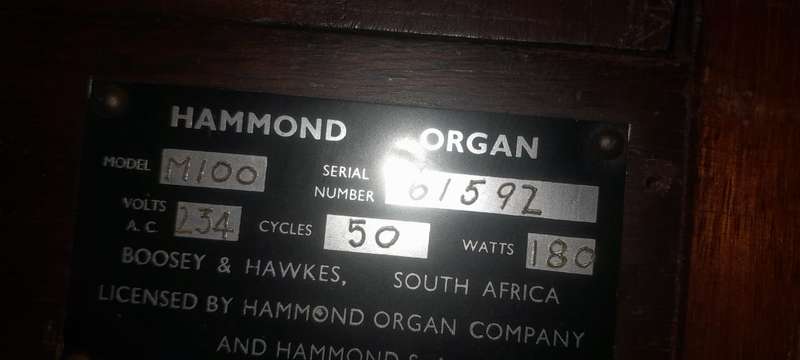 HAMMOND ORGAN
MODEL M100 SERIAL NUMBER 61592
VOLTS A.C. 234 CYCLES 50 WATTS 180
BOOSEY & HAWKES, SOUTH AFRICA
LICENSED BY HAMMOND ORGAN COMPANY
AND HAMMOND